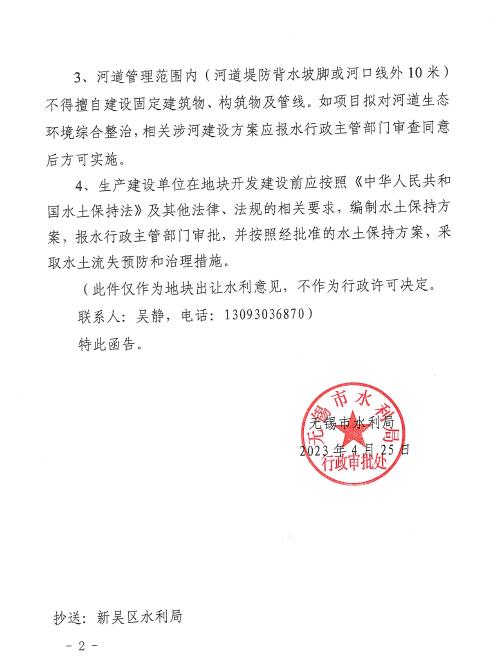 3、河道管理范围内（河道堤防背水坡脚或河口线外 10 米）
不得擅自建设固定建筑物、构筑物及管线。如项目拟对河道生态
环境综合整治，相关涉河建设方案应报水行政主管部门审查同意
后方可实施。
4、生产建设单位在地块开发建设前应按照《中华人民共和
国水土保持法》及其他法律、法规的相关要求，编制水土保持方
案，报水行政主管部门审批，并按照经批准的水土保持方案，采
取水土流失预防和治理措施。
（此件仅作为地块出让水利意见，不作为行政许可决定。
联系人：吴静，电话：13093036870）
特此函告。
无锡市水利局
无锡市水利局
2023 年 4 月 25 日
行政审批处
抄送：新吴区水利局
- 2 -